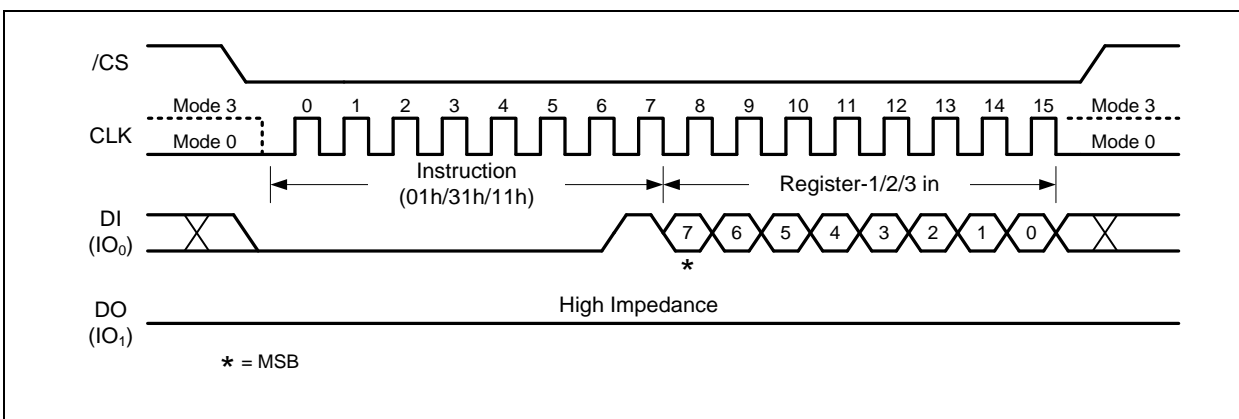 /CS
Mode 3 0 1 2 3 4 5 6 7 8 9 10 11 12 13 14 15 Mode 3
CLK Mode 0 Mode 0
Instruction
(01h/31h/11h)
Register-1/2/3 in
DI
(IO₀)
7 6 5 4 3 2 1 0
*
High Impedance
DO
(IO₁)
* = MSB